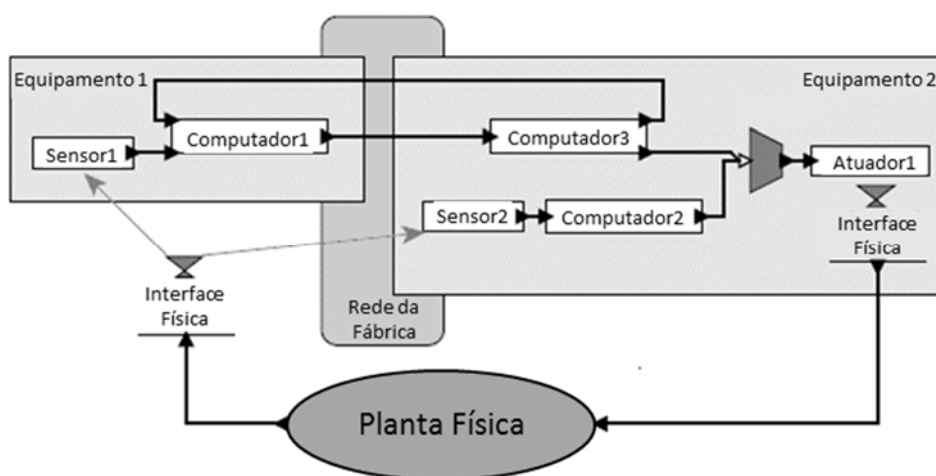 Equipamento 1
Equipamento 2
Sensor1
Computador1
Computador3
Atuador1
Sensor2
Computador2
Interface
Física
Interface
Física
Rede da
Fábrica
Planta Física